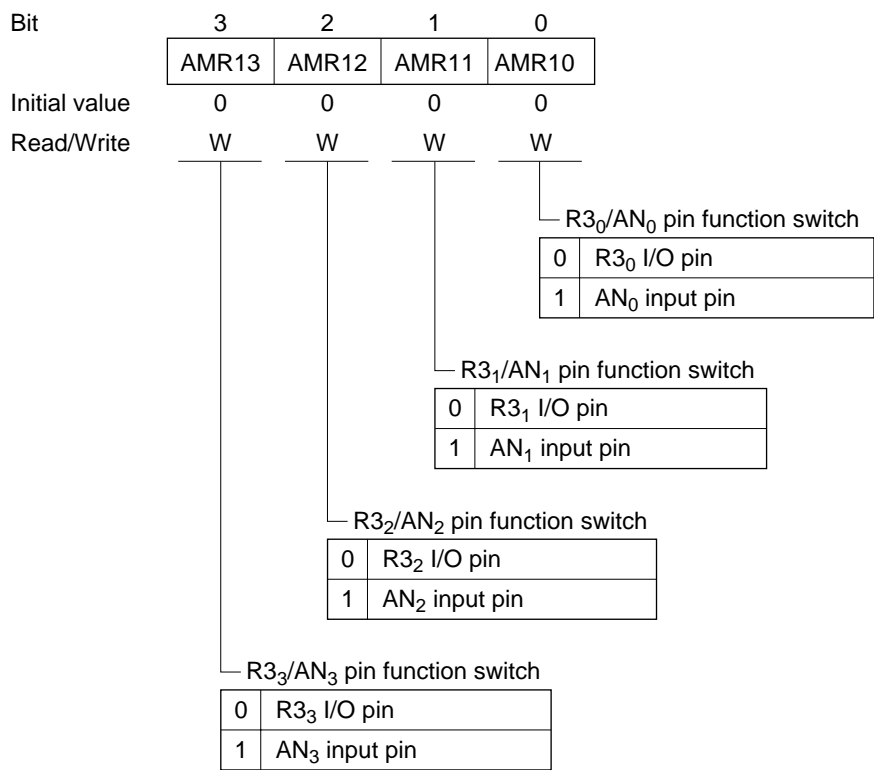 Bit 3 2 1 0
AMR13 AMR12 AMR11 AMR10
Initial value 0 0 0 0
Read/Write W W W W
R3₀/AN₀ pin function switch
0 R3₀ I/O pin
1 AN₀ input pin
R3₁/AN₁ pin function switch
0 R3₁ I/O pin
1 AN₁ input pin
R3₂/AN₂ pin function switch
0 R3₂ I/O pin
1 AN₂ input pin
R3₃/AN₃ pin function switch
0 R3₃ I/O pin
1 AN₃ input pin